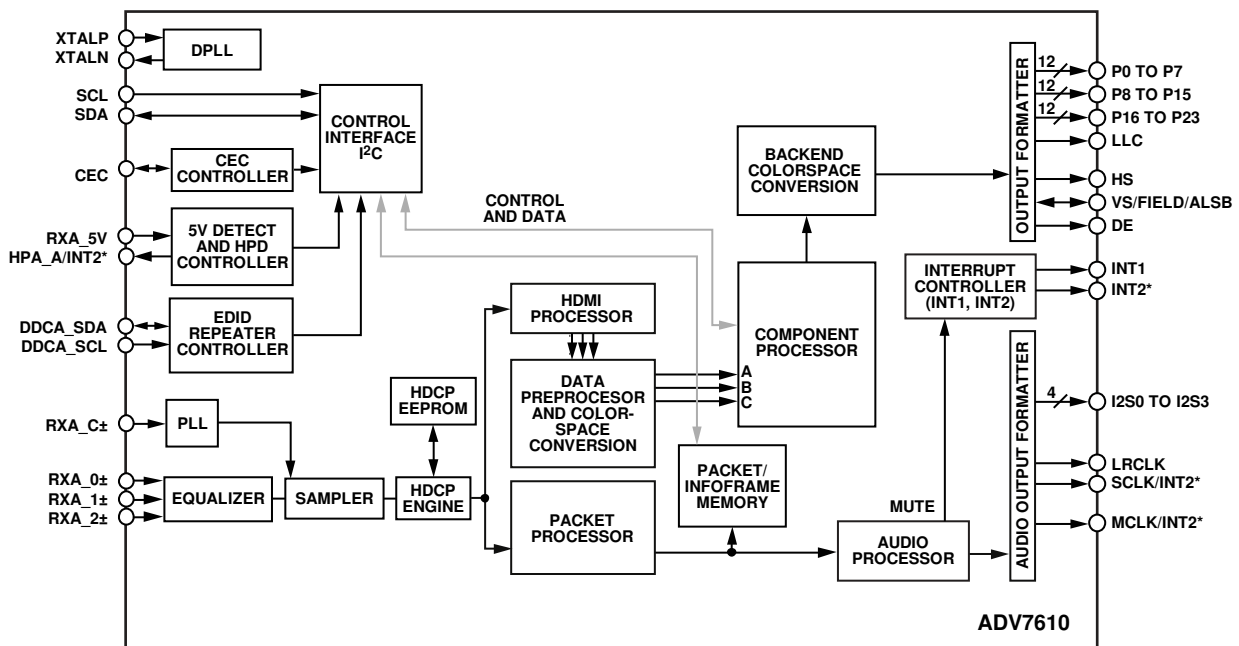 XTALP
XTALN
DPLL
SCL
SDA
CONTROL
INTERFACE
I2C
CEC
CEC
CONTROLLER
RXA_5V
HPA_A/INT2*
5V DETECT
AND HPD
CONTROLLER
DDCA_SDA
DDCA_SCL
EDID
REPEATER
CONTROLLER
RXA_C±
PLL
RXA_0±
RXA_1±
RXA_2±
EQUALIZER
SAMPLER
HDCP
EEPROM
HDCP
ENGINE
CONTROL
AND DATA
HDMI
PROCESSOR
DATA
PREPROCESOR
AND COLOR-
SPACE
CONVERSION
PACKET
PROCESSOR
A
B
C
COMPONENT
PROCESSOR
BACKEND
COLORSPACE
CONVERSION
PACKET/
INFOFRAME
MEMORY
MUTE
AUDIO
PROCESSOR
INTERRUPT
CONTROLLER
(INT1, INT2)
OUTPUT FORMATTER
12
P0 TO P7
12
P8 TO P15
12
P16 TO P23
LLC
HS
VS/FIELD/ALSB
DE
INT1
INT2*
AUDIO OUTPUT FORMATTER
4
I2S0 TO I2S3
LRCLK
SCLK/INT2*
MCLK/INT2*
ADV7610